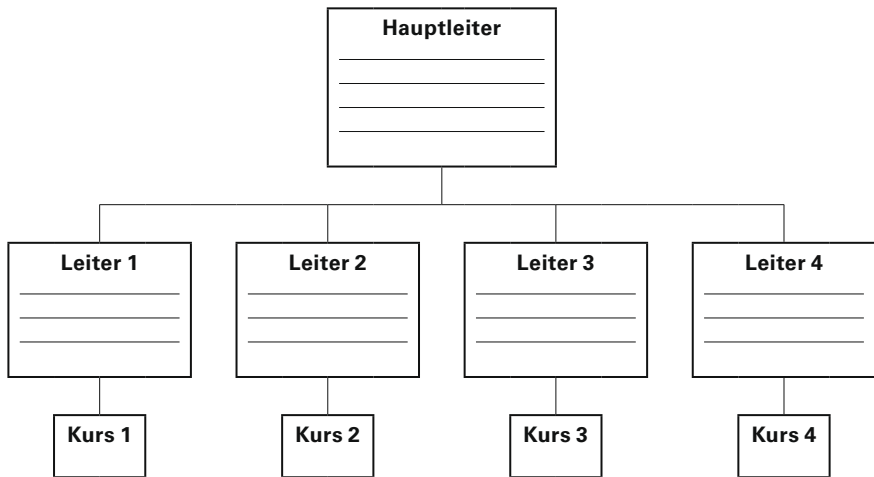 Hauptleiter
Leiter 1
Leiter 2
Leiter 3
Leiter 4
Kurs 1
Kurs 2
Kurs 3
Kurs 4